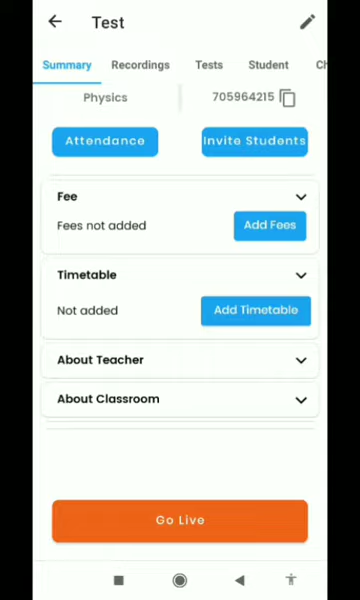 Test
Summary Recordings Tests Student Ch
Physics 705964215
Attendance Invite Students
Fee
Fees not added Add Fees
Timetable
Not added Add Timetable
About Teacher
About Classroom
Go Live